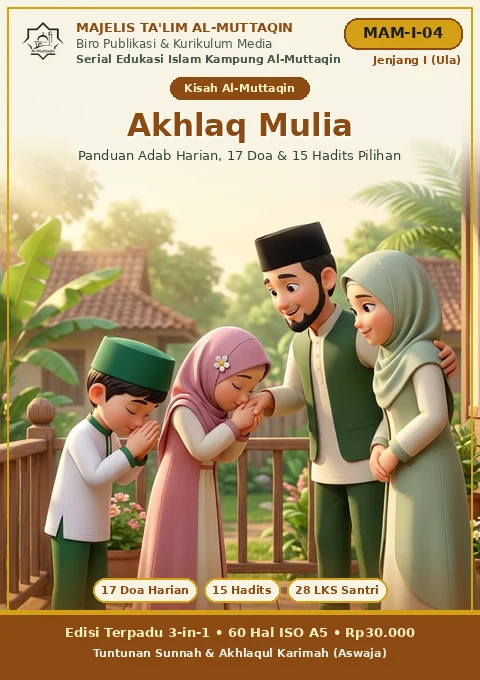 MAJELIS TA'LIM AL-MUTTAQIN
Biro Publikasi & Kurikulum Media
Serial Edukasi Islam Kampung Al-Muttaqin
MAM-I-04
Jenjang I (Ula)
Al-Muttaqin
Kisah Al-Muttaqin
Akhlaq Mulia
Panduan Adab Harian, 17 Doa & 15 Hadits Pilihan
17 Doa Harian
15 Hadits
28 LKS Santri
Edisi Terpadu 3-in-1 • 60 Hal ISO A5 • Rp30.000
Tuntunan Sunnah & Akhlaqul Karimah (Aswaja)